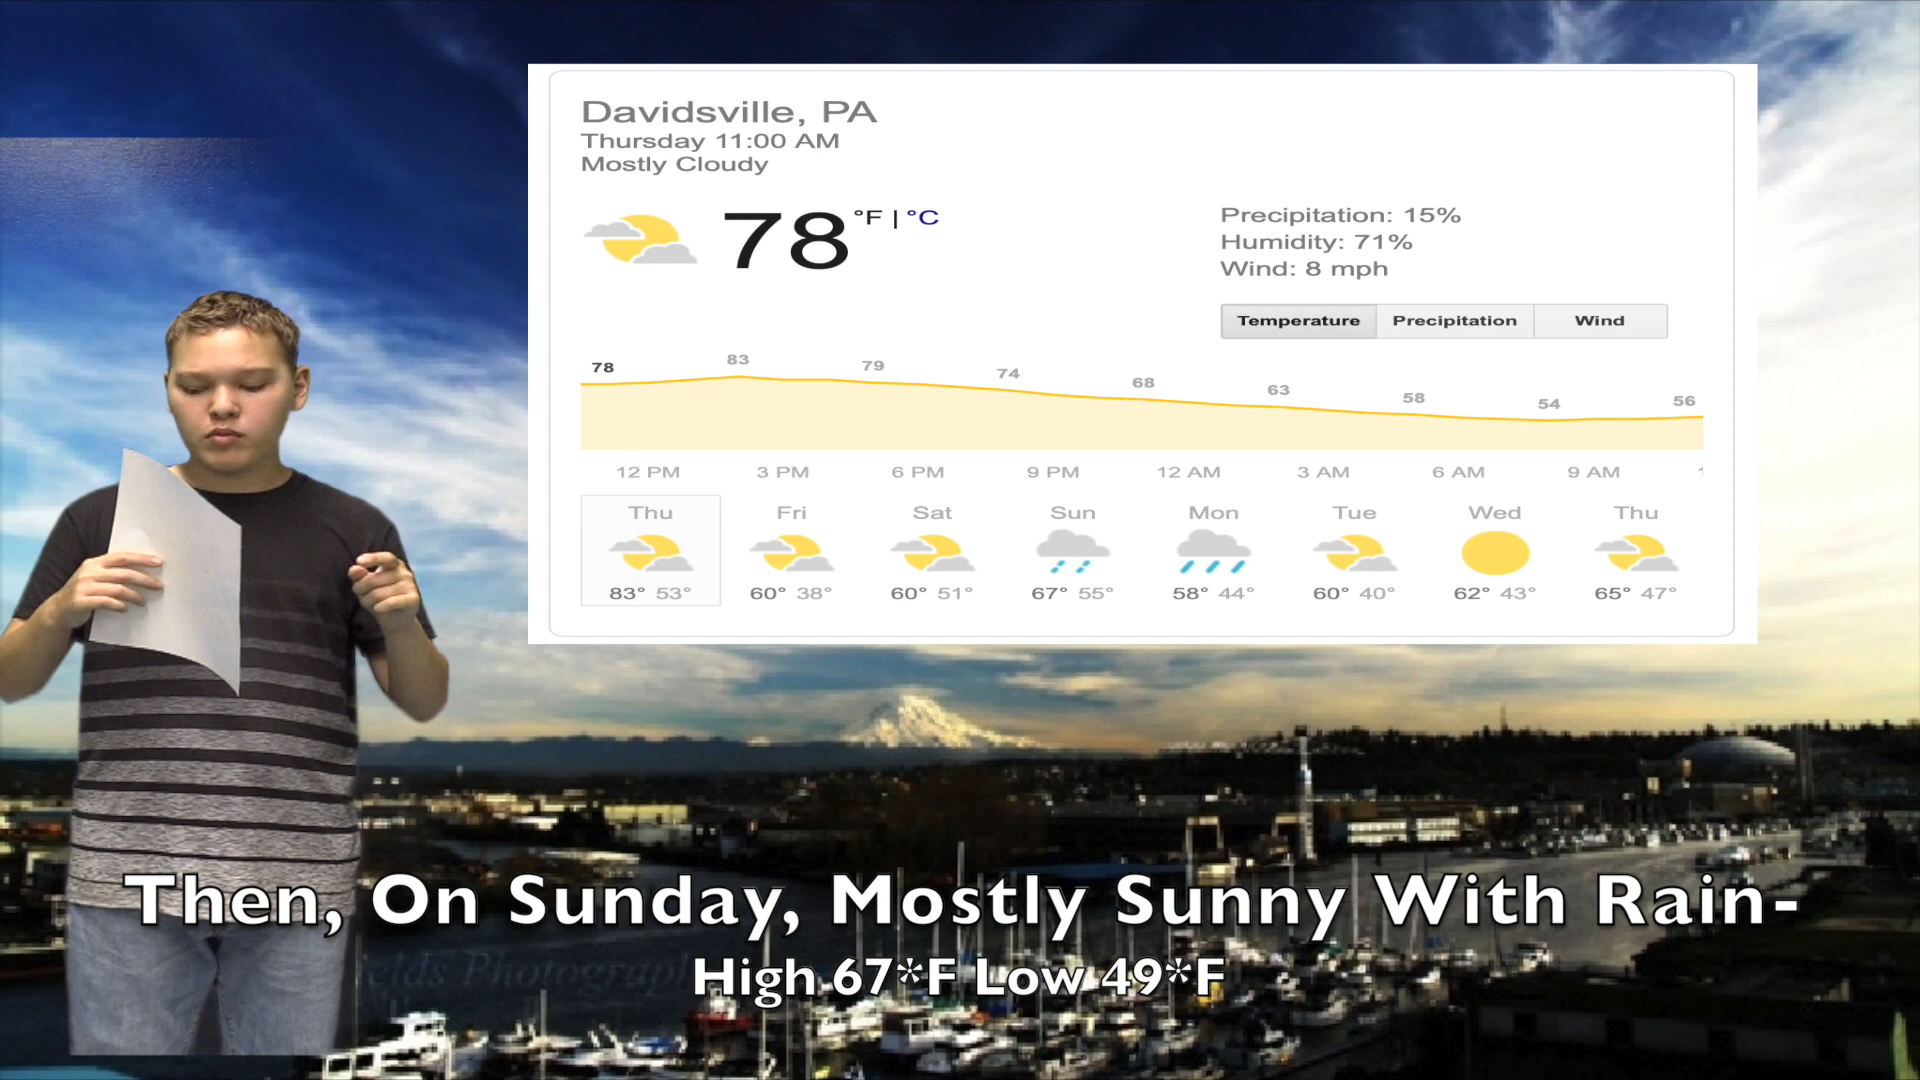 Davidsville, PA
Thursday 11:00 AM
Mostly Cloudy
78 °F | °C
Precipitation: 15%
Humidity: 71%
Wind: 8 mph
Temperature Precipitation Wind
78 83 79 74 68 63 58 54 56
12 PM 3 PM 6 PM 9 PM 12 AM 3 AM 6 AM 9 AM
Thu Fri Sat Sun Mon Tue Wed Thu
83° 53° 60° 38° 60° 51° 67° 55° 58° 44° 60° 40° 62° 43° 65° 47°
Then, On Sunday, Mostly Sunny With Rain-
High 67*F Low 49*F